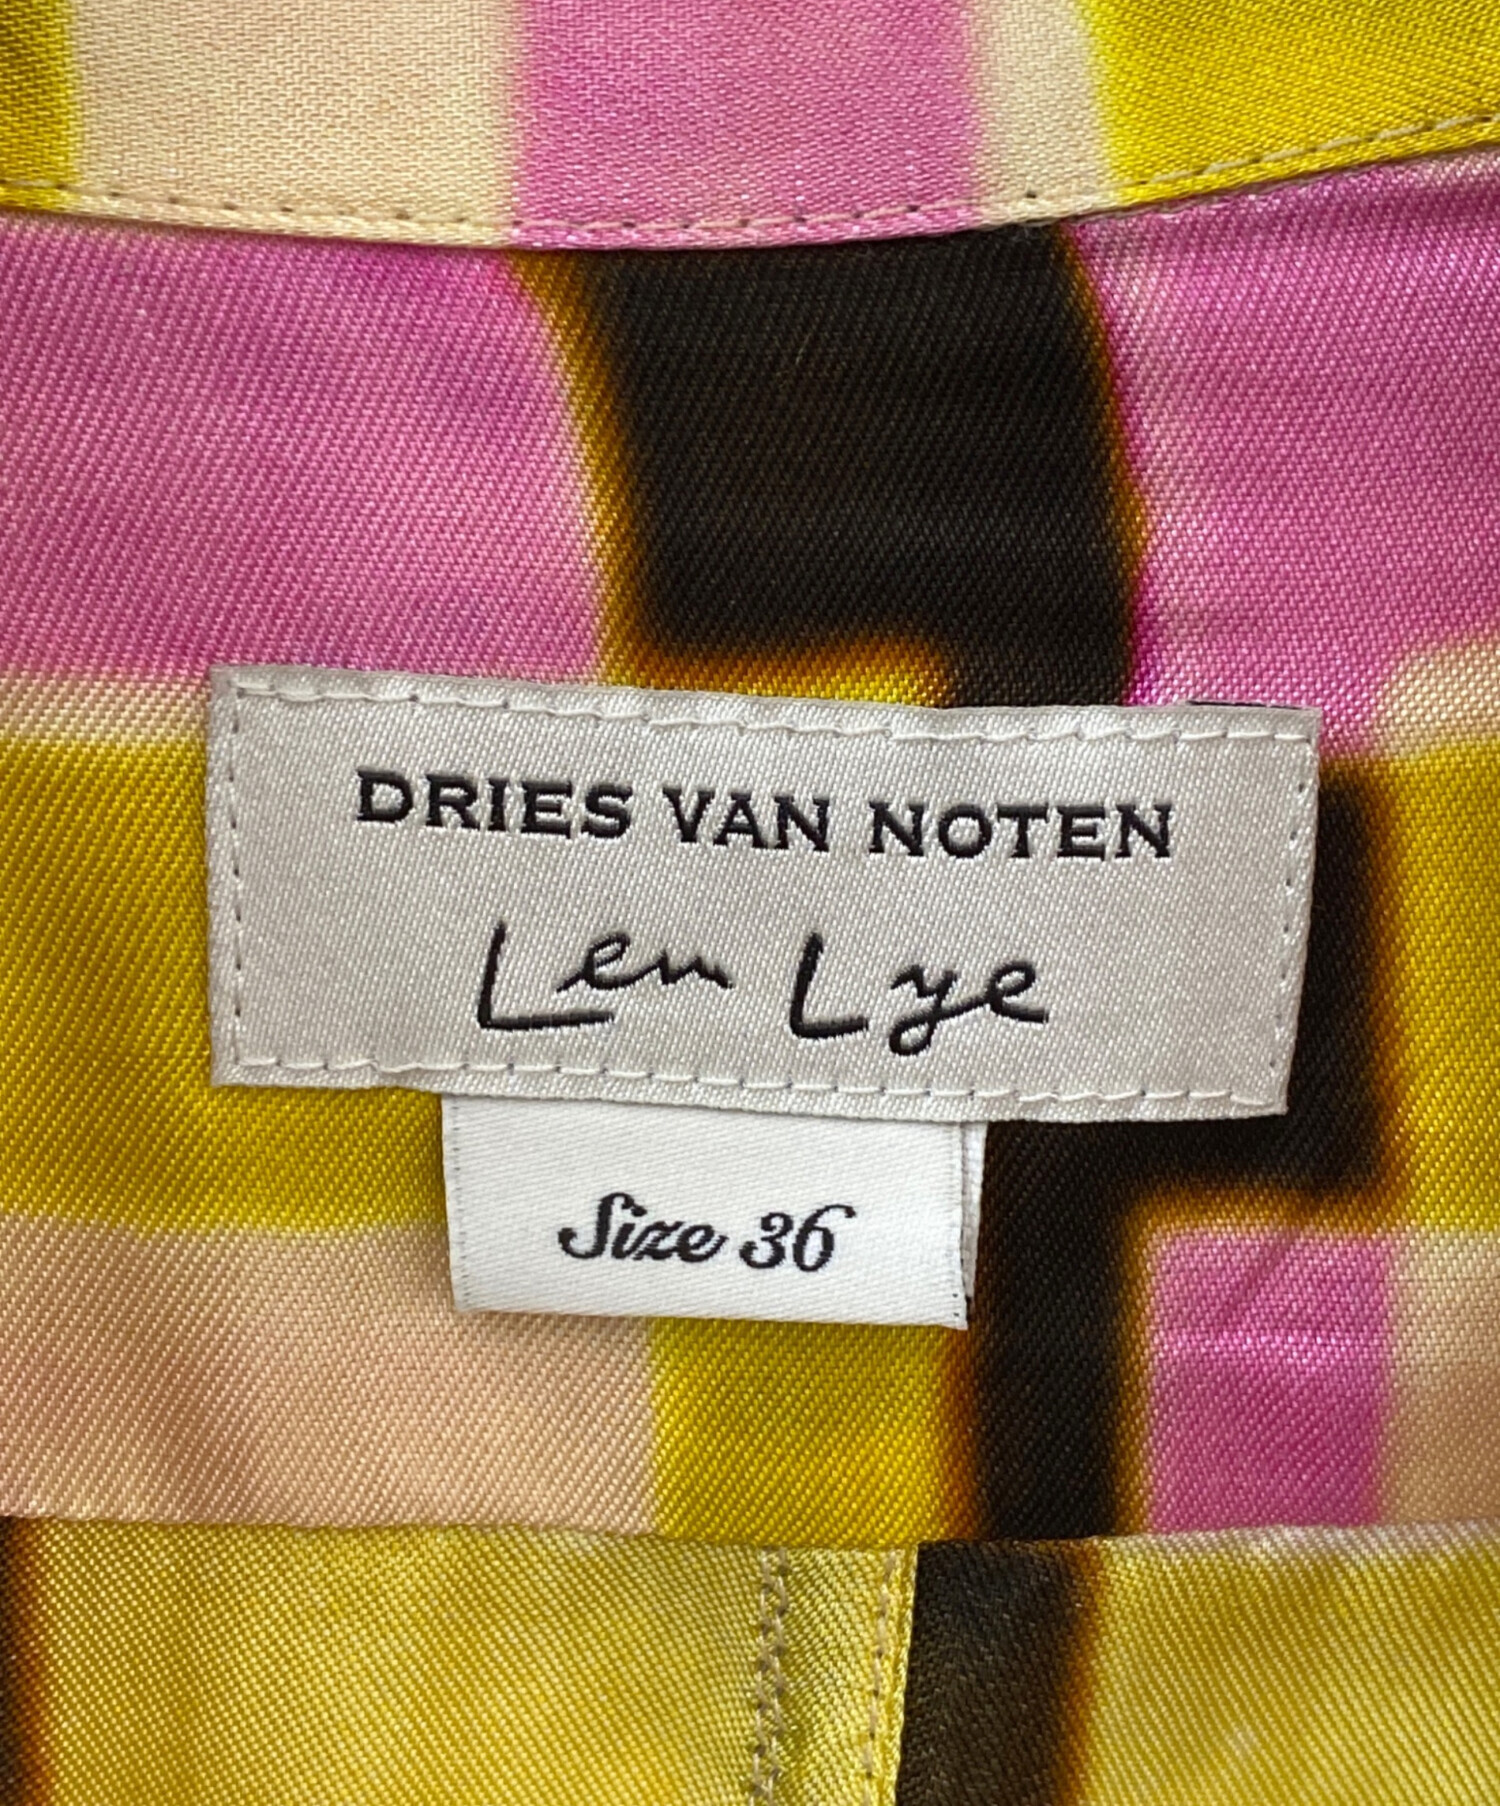 DRIES VAN NOTEN
Len Lye
Size 36